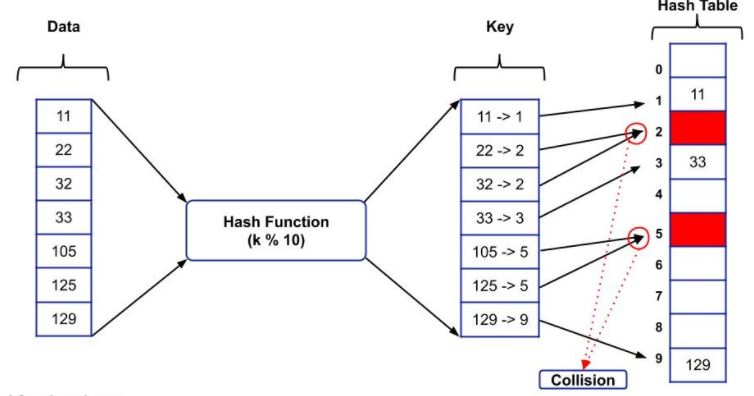 Data
Key
Hash Table
11
22
32
33
105
125
129
Hash Function
(k % 10)
11 -> 1
22 -> 2
32 -> 2
33 -> 3
105 -> 5
125 -> 5
129 -> 9
0
1
11
2
3
33
4
5
6
7
8
9
129
Collision